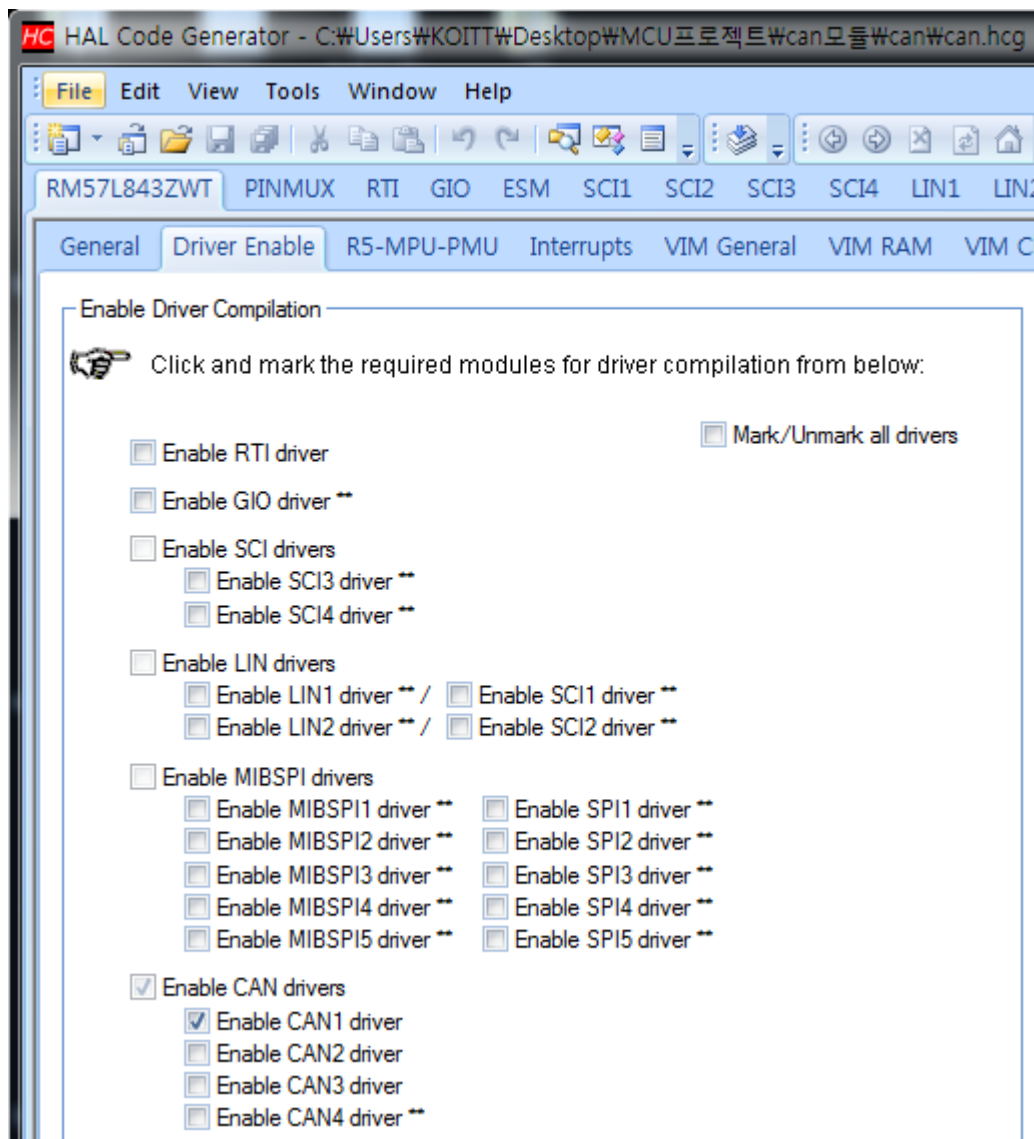 HC HAL Code Generator - C:₩Users₩KOITT₩Desktop₩MCU프로젝트₩can모듈₩can₩can.hcg
File Edit View Tools Window Help
RM57L843ZWT PINMUX RTI GIO ESM SCI1 SCI2 SCI3 SCI4 LIN1 LIN2
General Driver Enable R5-MPU-PMU Interrupts VIM General VIM RAM VIM C
Enable Driver Compilation
Click and mark the required modules for driver compilation from below:
Mark/Unmark all drivers
Enable RTI driver
Enable GIO driver **
Enable SCI drivers
Enable SCI3 driver **
Enable SCI4 driver **
Enable LIN drivers
Enable LIN1 driver ** / Enable SCI1 driver **
Enable LIN2 driver ** / Enable SCI2 driver **
Enable MIBSPI drivers
Enable MIBSPI1 driver ** Enable SPI1 driver **
Enable MIBSPI2 driver ** Enable SPI2 driver **
Enable MIBSPI3 driver ** Enable SPI3 driver **
Enable MIBSPI4 driver ** Enable SPI4 driver **
Enable MIBSPI5 driver ** Enable SPI5 driver **
Enable CAN drivers
Enable CAN1 driver
Enable CAN2 driver
Enable CAN3 driver
Enable CAN4 driver **